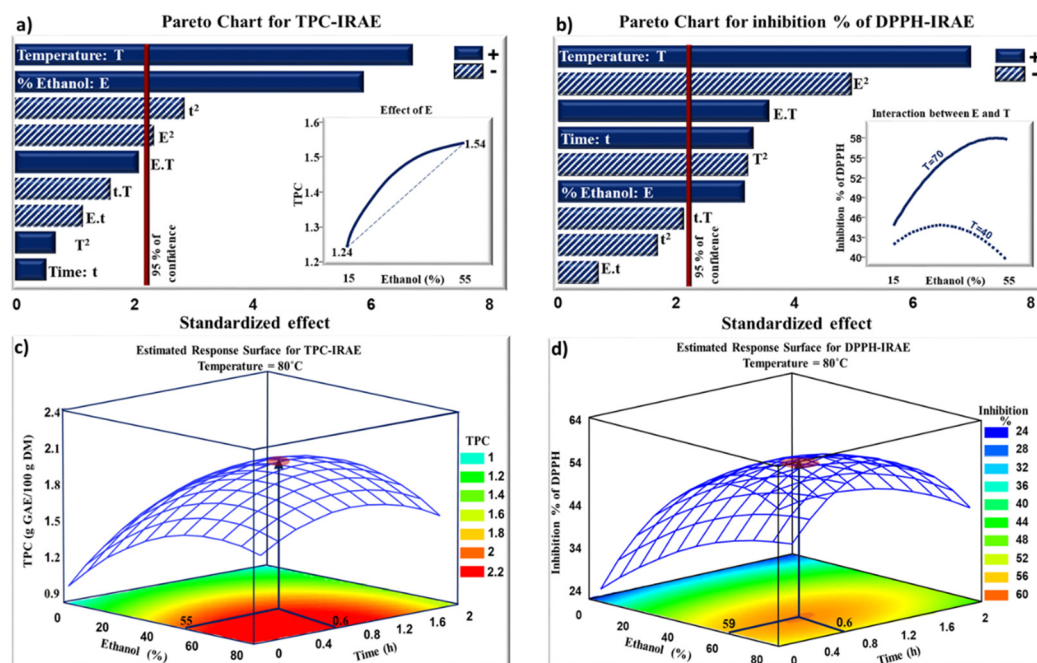 a)
Pareto Chart for TPC-IRAE
Temperature: T
+
-
% Ethanol: E
t²
E²
E.T
t.T
E.t
T²
Time: t
95 % of
confidence
Effect of E
1.6
1.5
1.4
1.3
1.2
TPC
1.54
1.24
15
Ethanol (%)
55
0
2
4
6
8
Standardized effect
b)
Pareto Chart for inhibition % of DPPH-IRAE
Temperature: T
+
-
E²
E.T
Time: t
T²
% Ethanol: E
t.T
t²
E.t
95 % of
confidence
Interaction between E and T
58
55
52
49
46
43
40
Inhibition % of DPPH
T=70
T=40
15
Ethanol (%)
55
0
2
4
6
8
Standardized effect
c)
Estimated Response Surface for TPC-IRAE
Temperature = 80˚C
2.4
2.1
1.8
1.5
1.2
0.9
TPC (g GAE/100 g DM)
TPC
1
1.2
1.4
1.6
1.8
2
2.2
55
0.6
0
20
40
60
80
Ethanol (%)
0
0.4
0.8
1.2
1.6
2
Time (h)
d)
Estimated Response Surface for DPPH-IRAE
Temperature = 80˚C
64
54
44
34
24
Inhibition % of DPPH
Inhibition
%
24
28
32
36
40
44
48
52
56
60
59
0.6
0
20
40
60
80
Ethanol (%)
0
0.4
0.8
1.2
1.6
2
Time (h)